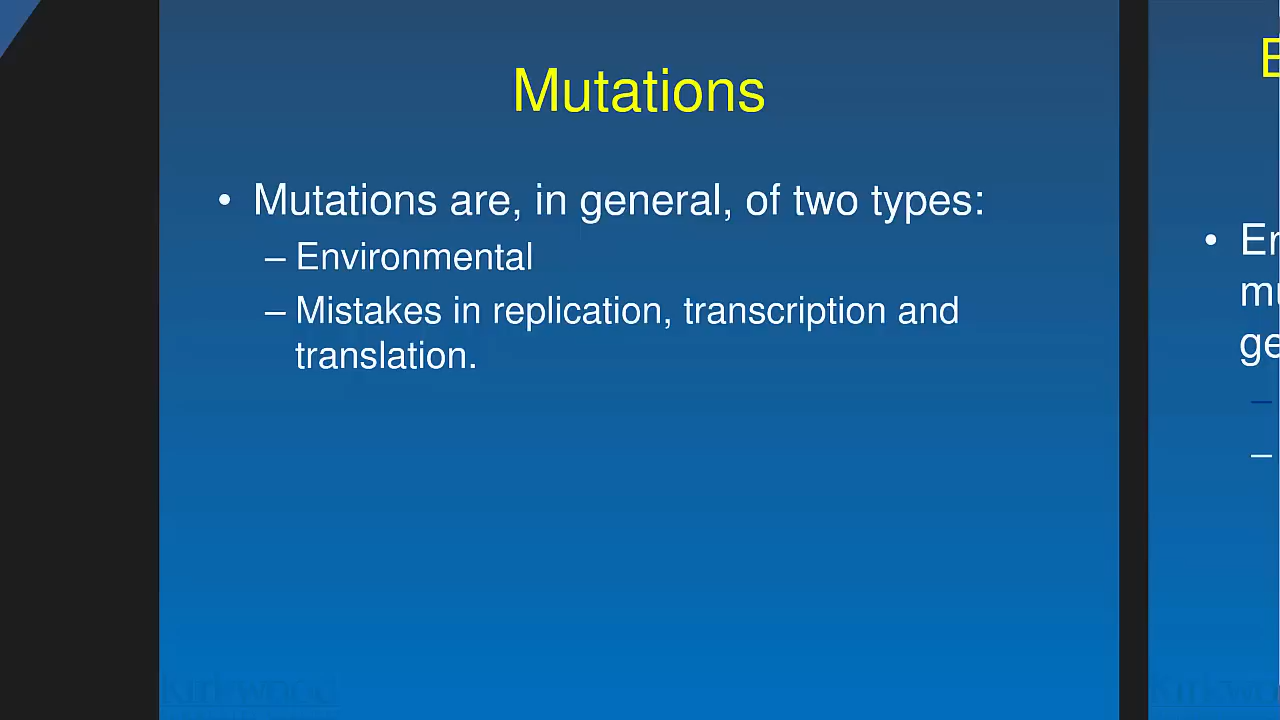 Mutations
• Mutations are, in general, of two types:
– Environmental
– Mistakes in replication, transcription and
translation.